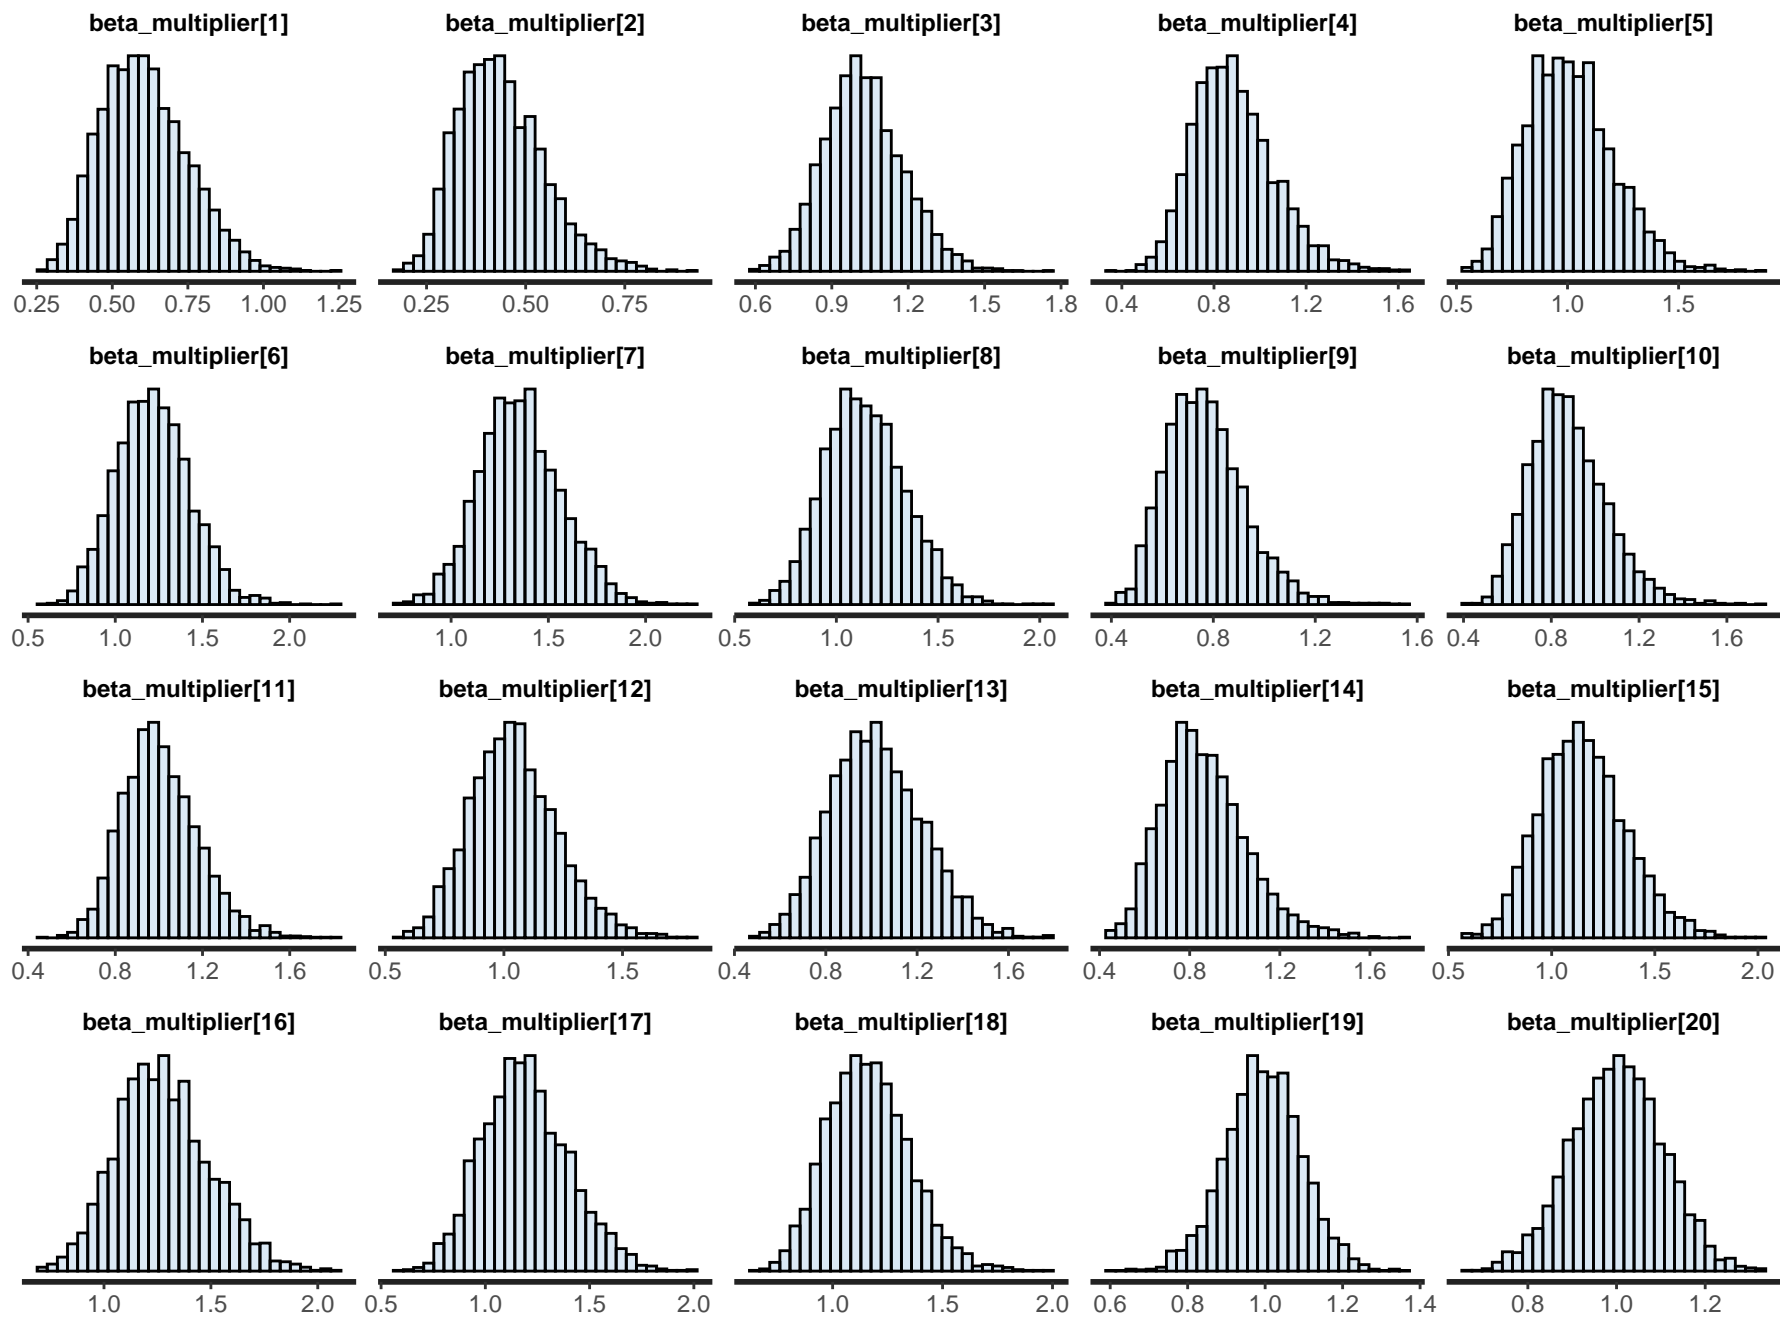 beta_multiplier[1] beta_multiplier[2] beta_multiplier[3] beta_multiplier[4] beta_multiplier[5]
0.25 0.50 0.75 1.00 1.25 0.25 0.50 0.75 0.6 0.9 1.2 1.5 1.8 0.4 0.8 1.2 1.6 0.5 1.0 1.5
beta_multiplier[6] beta_multiplier[7] beta_multiplier[8] beta_multiplier[9] beta_multiplier[10]
0.5 1.0 1.5 2.0 1.0 1.5 2.0 0.5 1.0 1.5 2.0 0.4 0.8 1.2 1.6 0.4 0.8 1.2 1.6
beta_multiplier[11] beta_multiplier[12] beta_multiplier[13] beta_multiplier[14] beta_multiplier[15]
0.4 0.8 1.2 1.6 0.5 1.0 1.5 0.4 0.8 1.2 1.6 0.4 0.8 1.2 1.6 0.5 1.0 1.5 2.0
beta_multiplier[16] beta_multiplier[17] beta_multiplier[18] beta_multiplier[19] beta_multiplier[20]
1.0 1.5 2.0 0.5 1.0 1.5 2.0 1.0 1.5 2.0 0.6 0.8 1.0 1.2 1.4 0.8 1.0 1.2